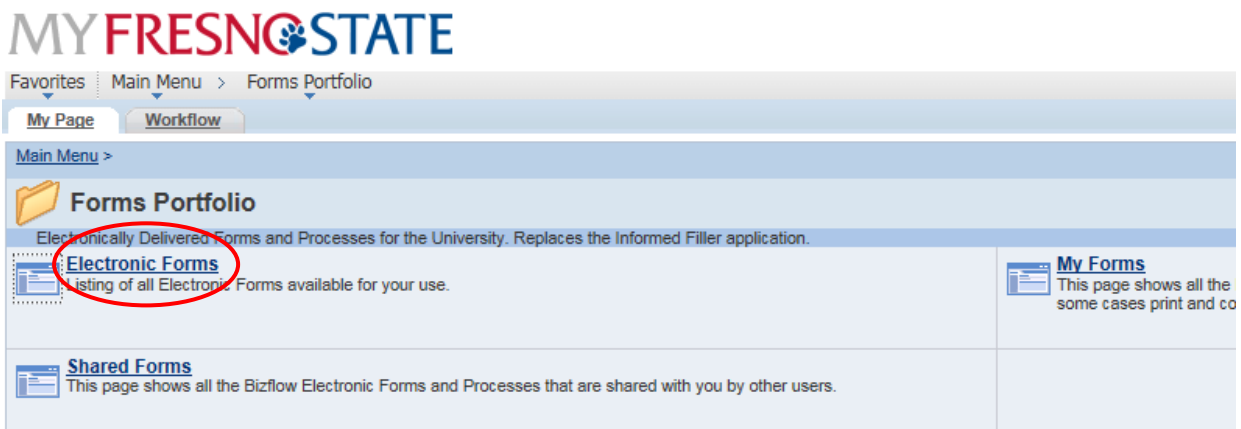 MY FRESNO STATE
Favorites Main Menu > Forms Portfolio
My Page Workflow
Main Menu >
Forms Portfolio
Electronically Delivered Forms and Processes for the University. Replaces the Informed Filler application.
Electronic Forms
Listing of all Electronic Forms available for your use.
My Forms
This page shows all the
some cases print and co
Shared Forms
This page shows all the Bizflow Electronic Forms and Processes that are shared with you by other users.